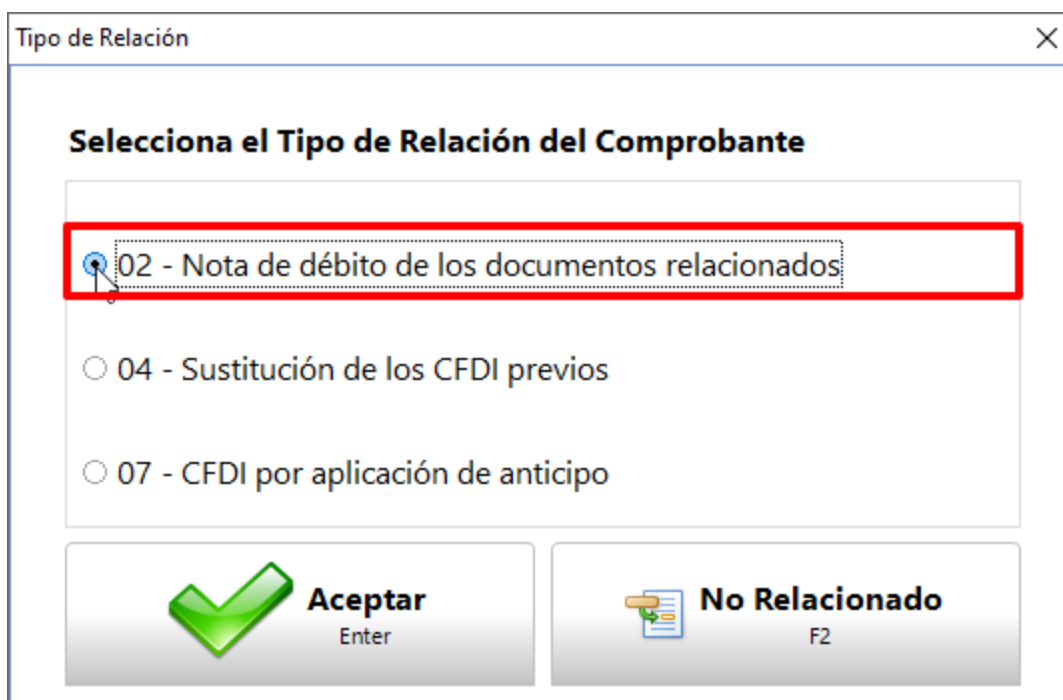 Tipo de Relación
Selecciona el Tipo de Relación del Comprobante
02 - Nota de débito de los documentos relacionados
04 - Sustitución de los CFDI previos
07 - CFDI por aplicación de anticipo
Aceptar
Enter
No Relacionado
F2